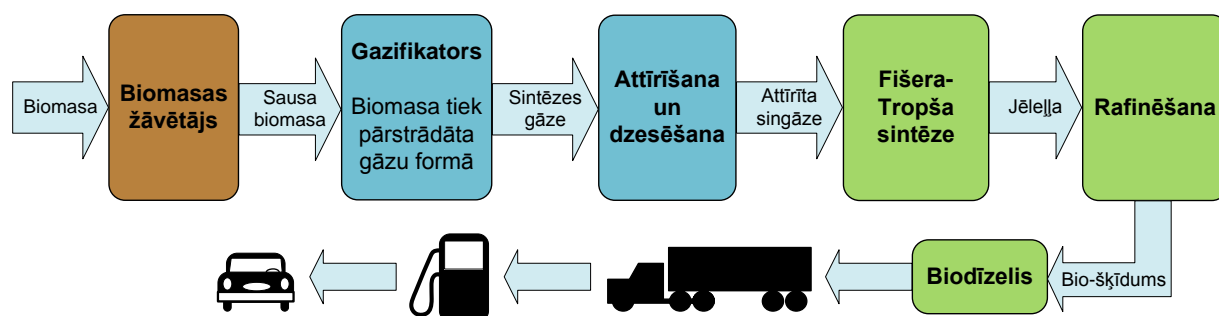 Biomasa
Biomasas
žāvētājs
Sausa
biomasa
Gazifikators
Biomasa tiek
pārstrādāta
gāzu formā
Sintēzes
gāze
Attīrīšana
un
dzesēšana
Attīrīta
singāze
Fišera-
Tropša
sintēze
Jēleļļa
Rafinēšana
Bio-šķīdums
Biodīzelis